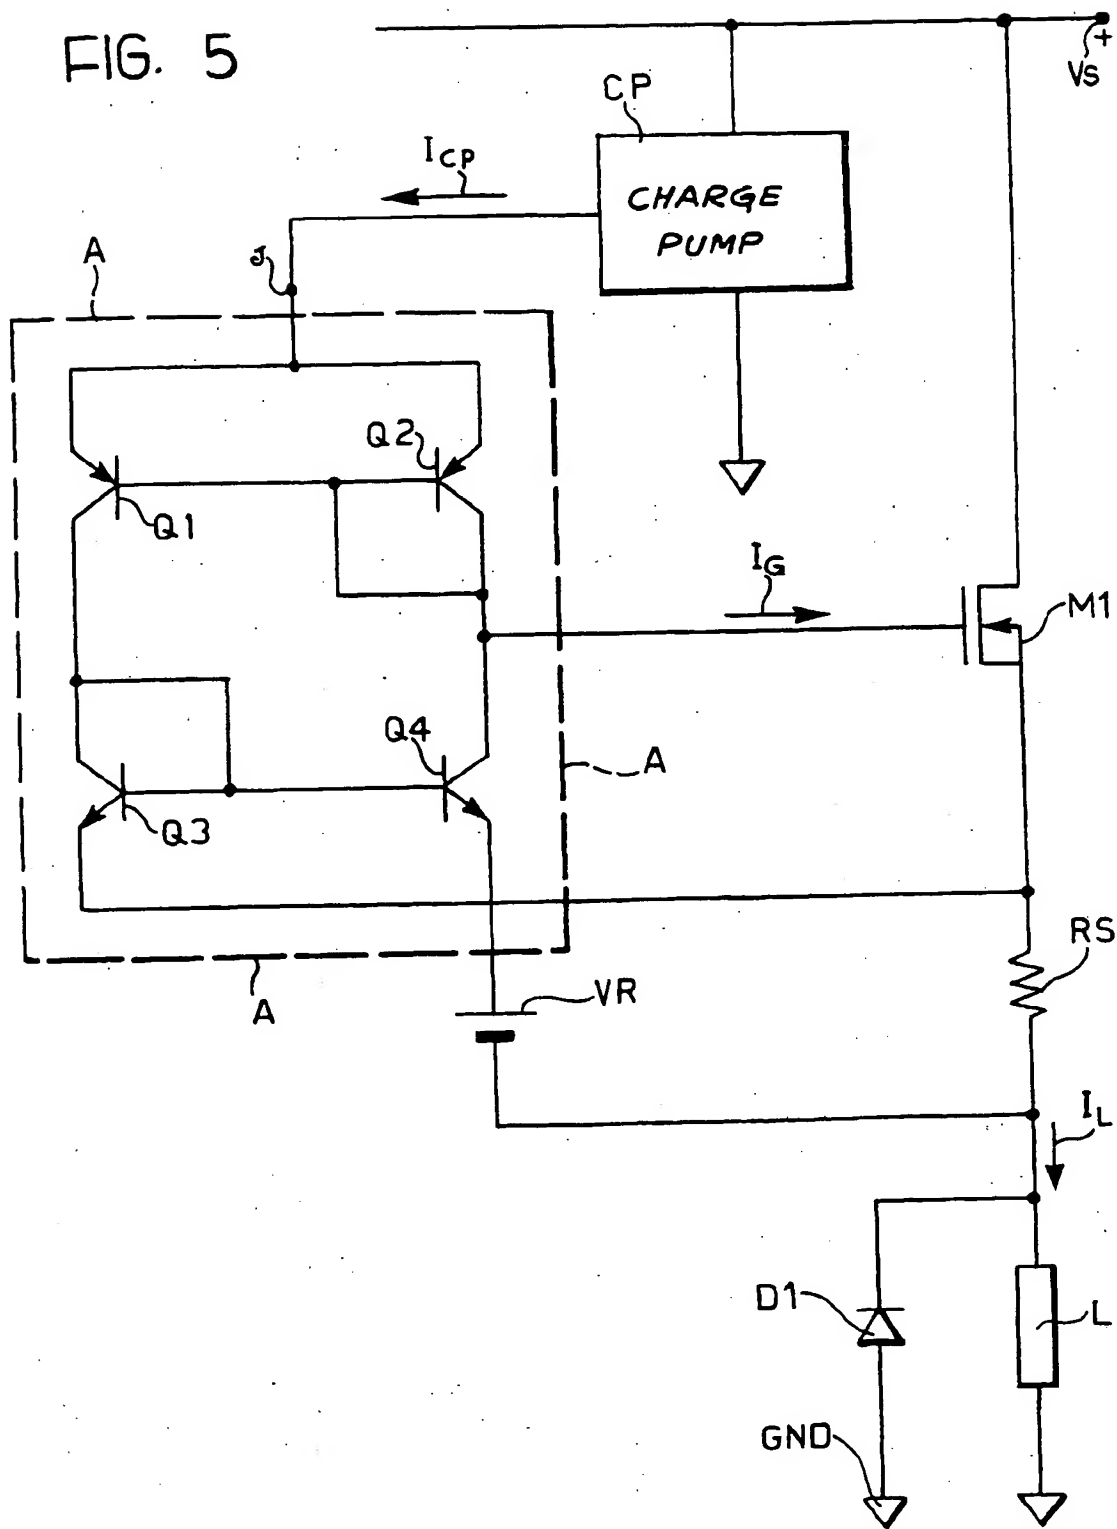 FIG. 5
+
VS
CP
ICP
CHARGE
PUMP
A
J
Q2
Q1
IG
M1
Q4
A
Q3
RS
A
VR
IL
D1
L
GND